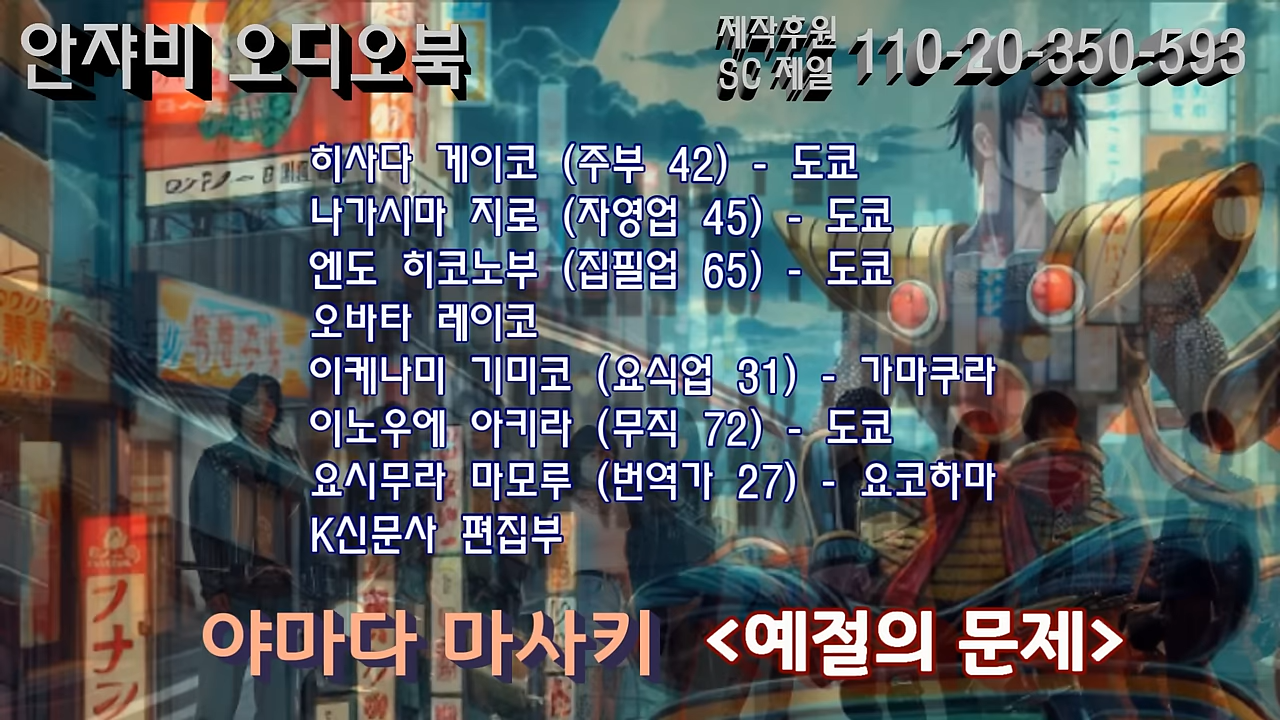 안쟈비 오디오북
제작후원
SC 제일
110-20-350-593
히사다 게이코 (주부 42) - 도쿄
나가시마 지로 (자영업 45) - 도쿄
엔도 히코노부 (집필업 65) - 도쿄
오바타 레이코
이케나미 기미코 (요식업 31) - 가마쿠라
이노우에 아키라 (무직 72) - 도쿄
요시무라 마모루 (번역가 27) - 요코하마
K신문사 편집부
야마다 마사키 <예절의 문제>
フナン